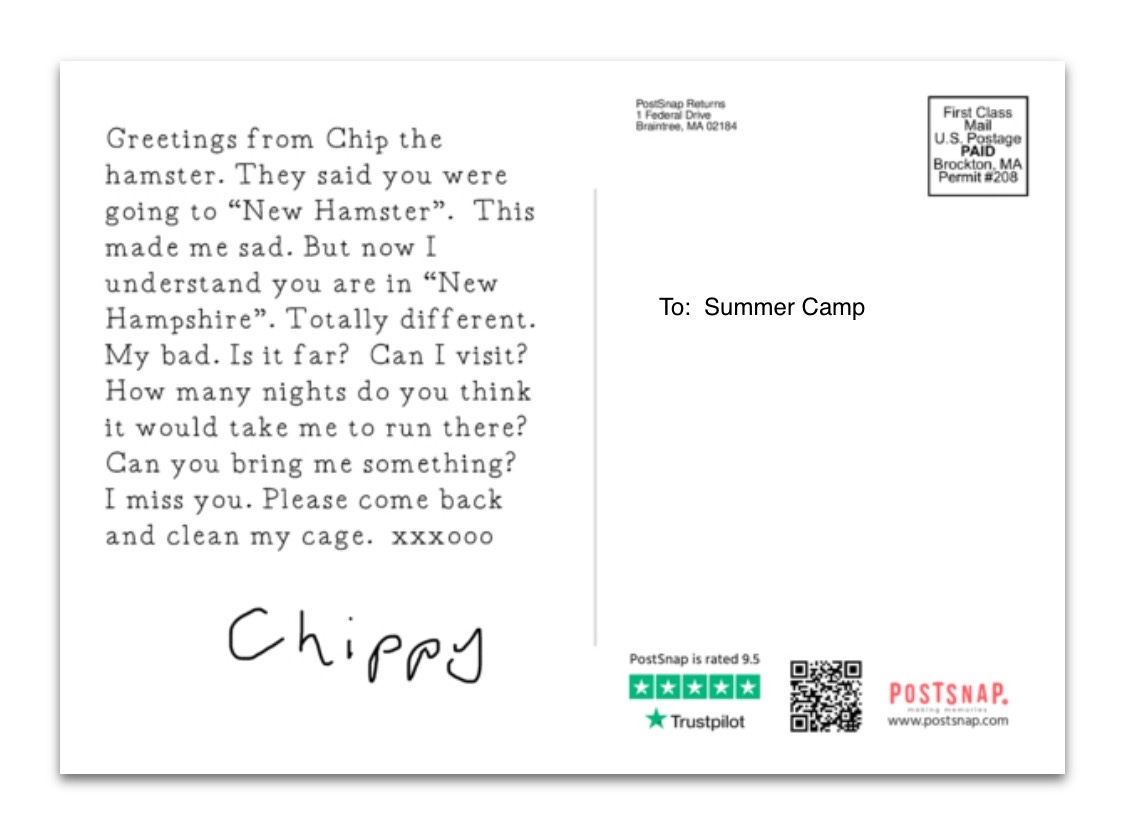 Greetings from Chip the
hamster. They said you were
going to “New Hamster”.  This
made me sad. But now I
understand you are in “New
Hampshire”. Totally different.
My bad. Is it far?  Can I visit?
How many nights do you think
it would take me to run there?
Can you bring me something?
I miss you. Please come back
and clean my cage.  xxxooo
Chippy
PostSnap Returns
1 Federal Drive
Braintree, MA 02184
First Class
Mail
U.S. Postage
PAID
Brockton, MA
Permit #208
To:  Summer Camp
PostSnap is rated 9.5
Trustpilot
POSTSNAP.
making memories
www.postsnap.com